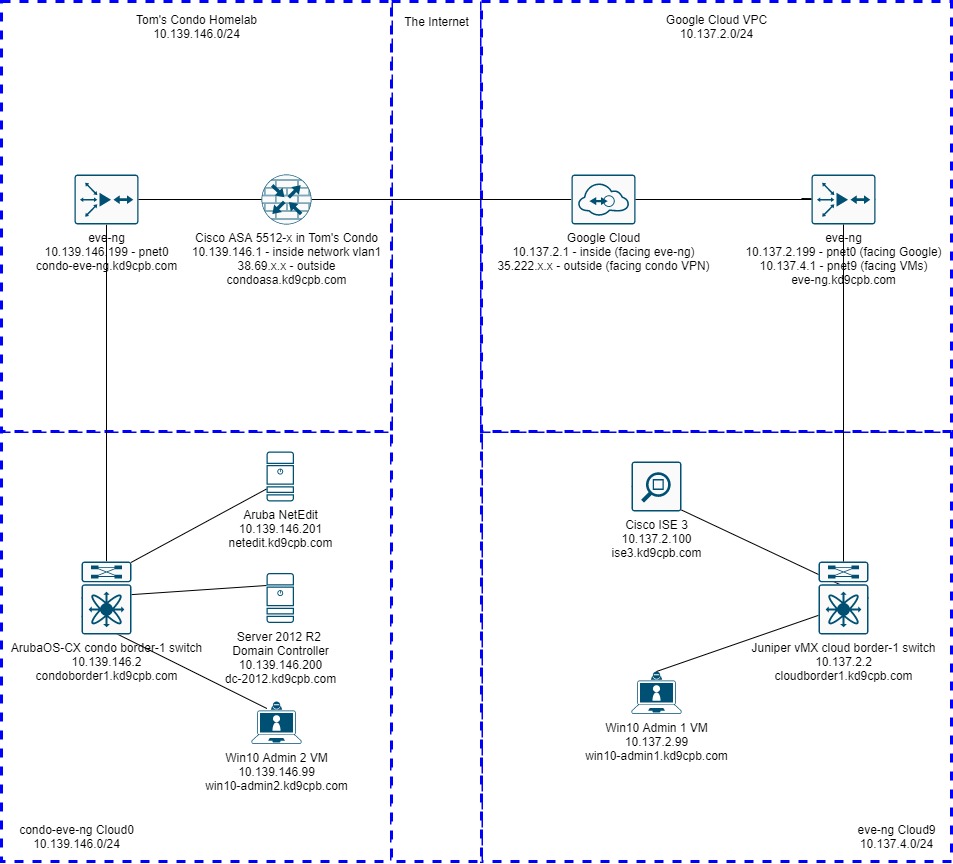 Tom's Condo Homelab
10.139.146.0/24
The Internet
Google Cloud VPC
10.137.2.0/24
eve-ng
10.139.146.199 - pnet0
condo-eve-ng.kd9cpb.com
Cisco ASA 5512-x in Tom's Condo
10.139.146.1 - inside network vlan1
38.69.x.x - outside
condoasa.kd9cpb.com
Google Cloud
10.137.2.1 - inside (facing eve-ng)
35.222.x.x - outside (facing condo VPN)
eve-ng
10.137.2.199 - pnet0 (facing Google)
10.137.4.1 - pnet9 (facing VMs)
eve-ng.kd9cpb.com
Aruba NetEdit
10.139.146.201
netedit.kd9cpb.com
ArubaOS-CX condo border-1 switch
10.139.146.2
condoborder1.kd9cpb.com
Server 2012 R2
Domain Controller
10.139.146.200
dc-2012.kd9cpb.com
Win10 Admin 2 VM
10.139.146.99
win10-admin2.kd9cpb.com
condo-eve-ng Cloud0
10.139.146.0/24
Cisco ISE 3
10.137.2.100
ise3.kd9cpb.com
Juniper vMX cloud border-1 switch
10.137.2.2
cloudborder1.kd9cpb.com
Win10 Admin 1 VM
10.137.2.99
win10-admin1.kd9cpb.com
eve-ng Cloud9
10.137.4.0/24